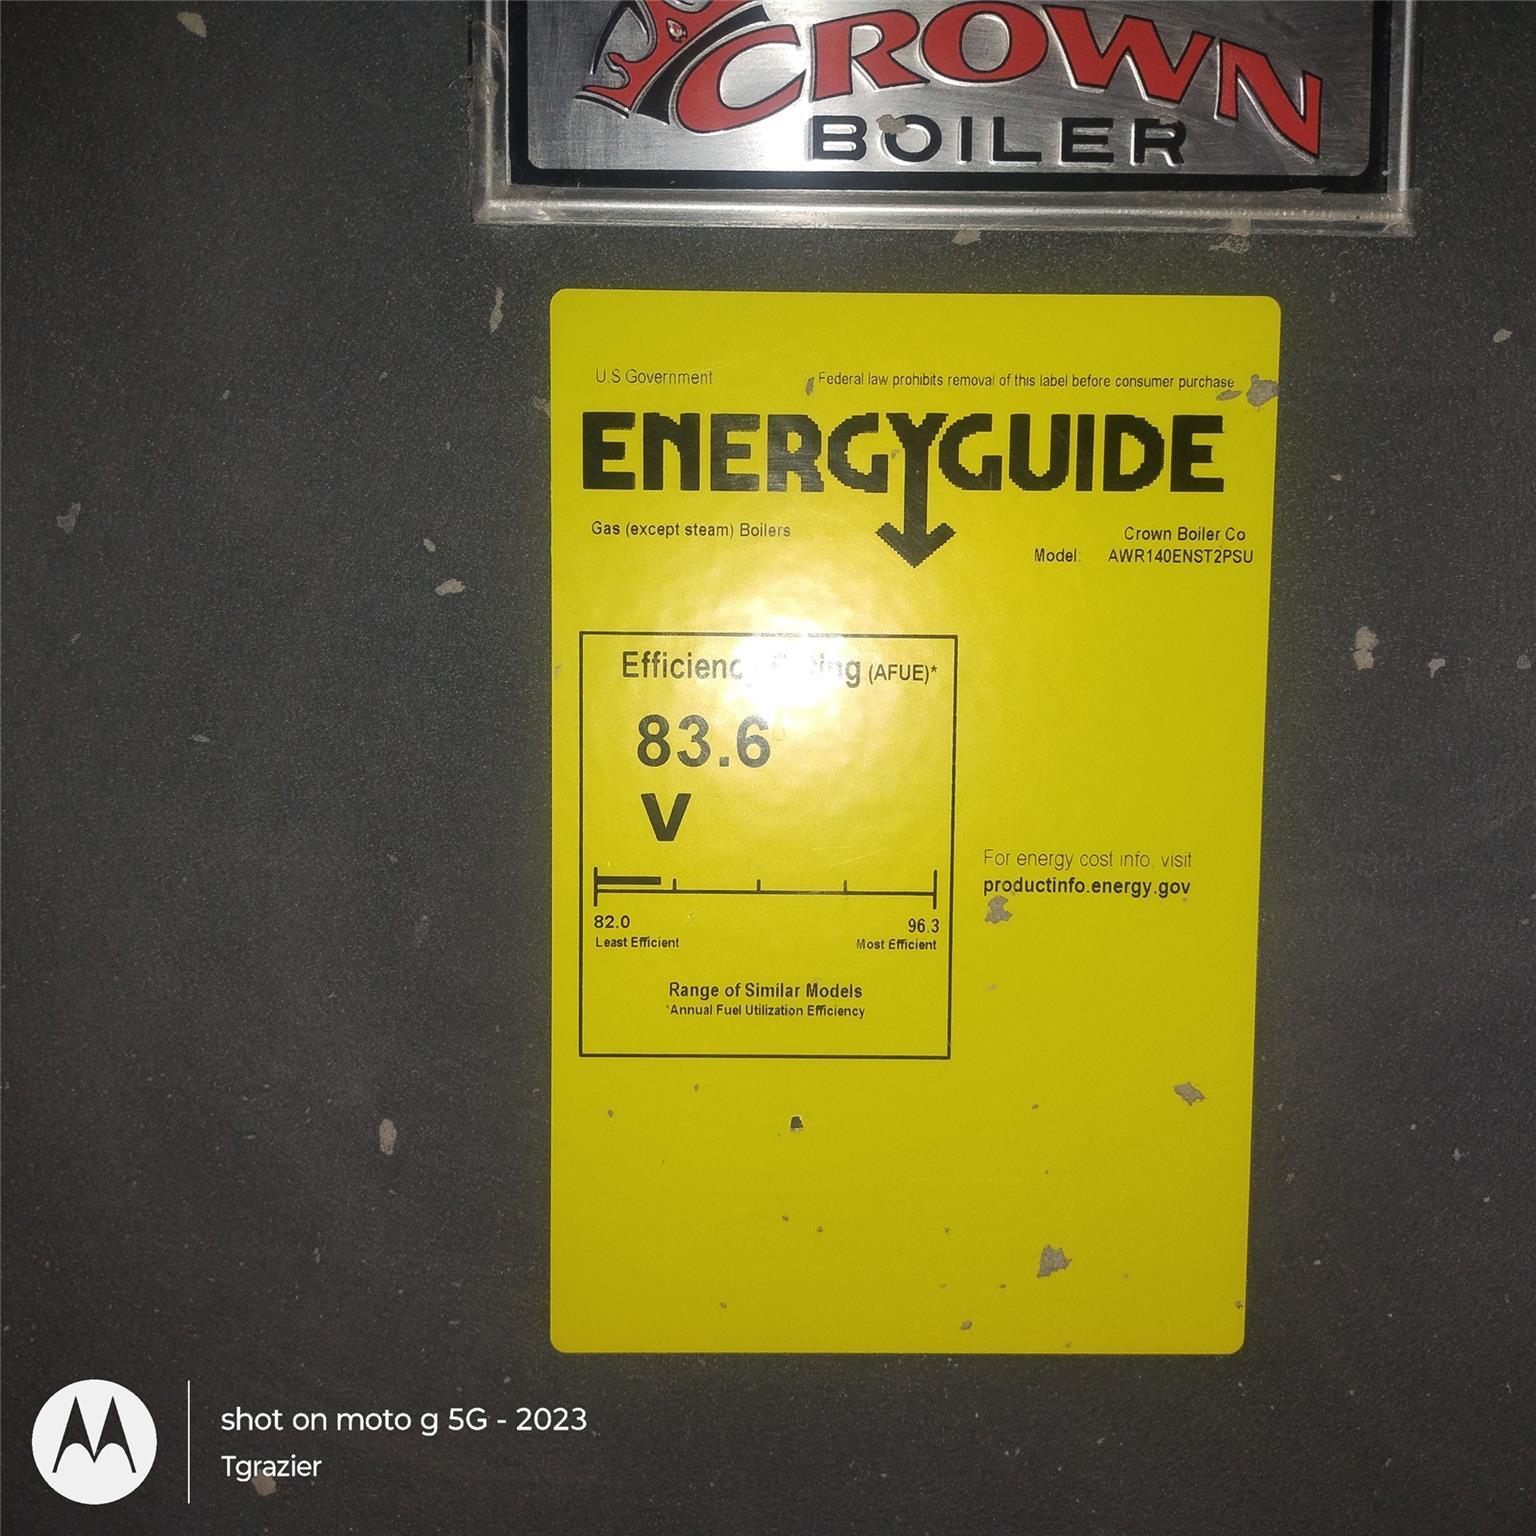 CROWN
BOILER
U.S Government Federal law prohibits removal of this label before consumer purchase
ENERGYGUIDE
Gas (except steam) Boilers
Crown Boiler Co
Model: AWR140ENST2PSU
(AFUE)*
83.6
V
82.0 96.3
Least Efficient Most Efficient
Range of Similar Models
*Annual Fuel Utilization Efficiency
For energy cost info, visit
productinfo.energy.gov
shot on moto g 5G - 2023
Tgrazier